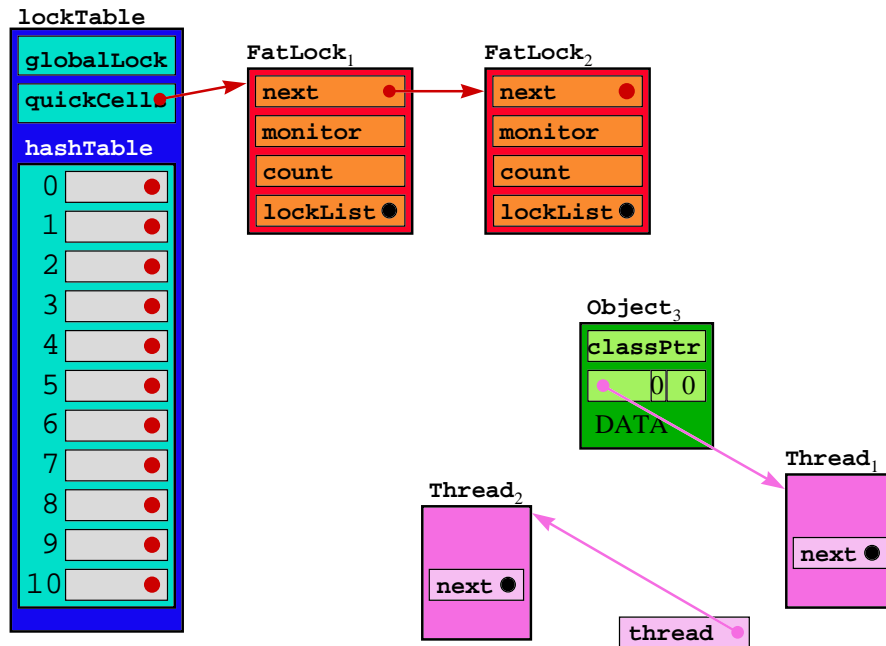 lockTable
globalLock
quickCells
hashTable
0
1
2
3
4
5
6
7
8
9
10
FatLock1
next
monitor
count
lockList
FatLock2
next
monitor
count
lockList
Object3
classPtr
0 0
DATA
Thread1
next
Thread2
next
thread